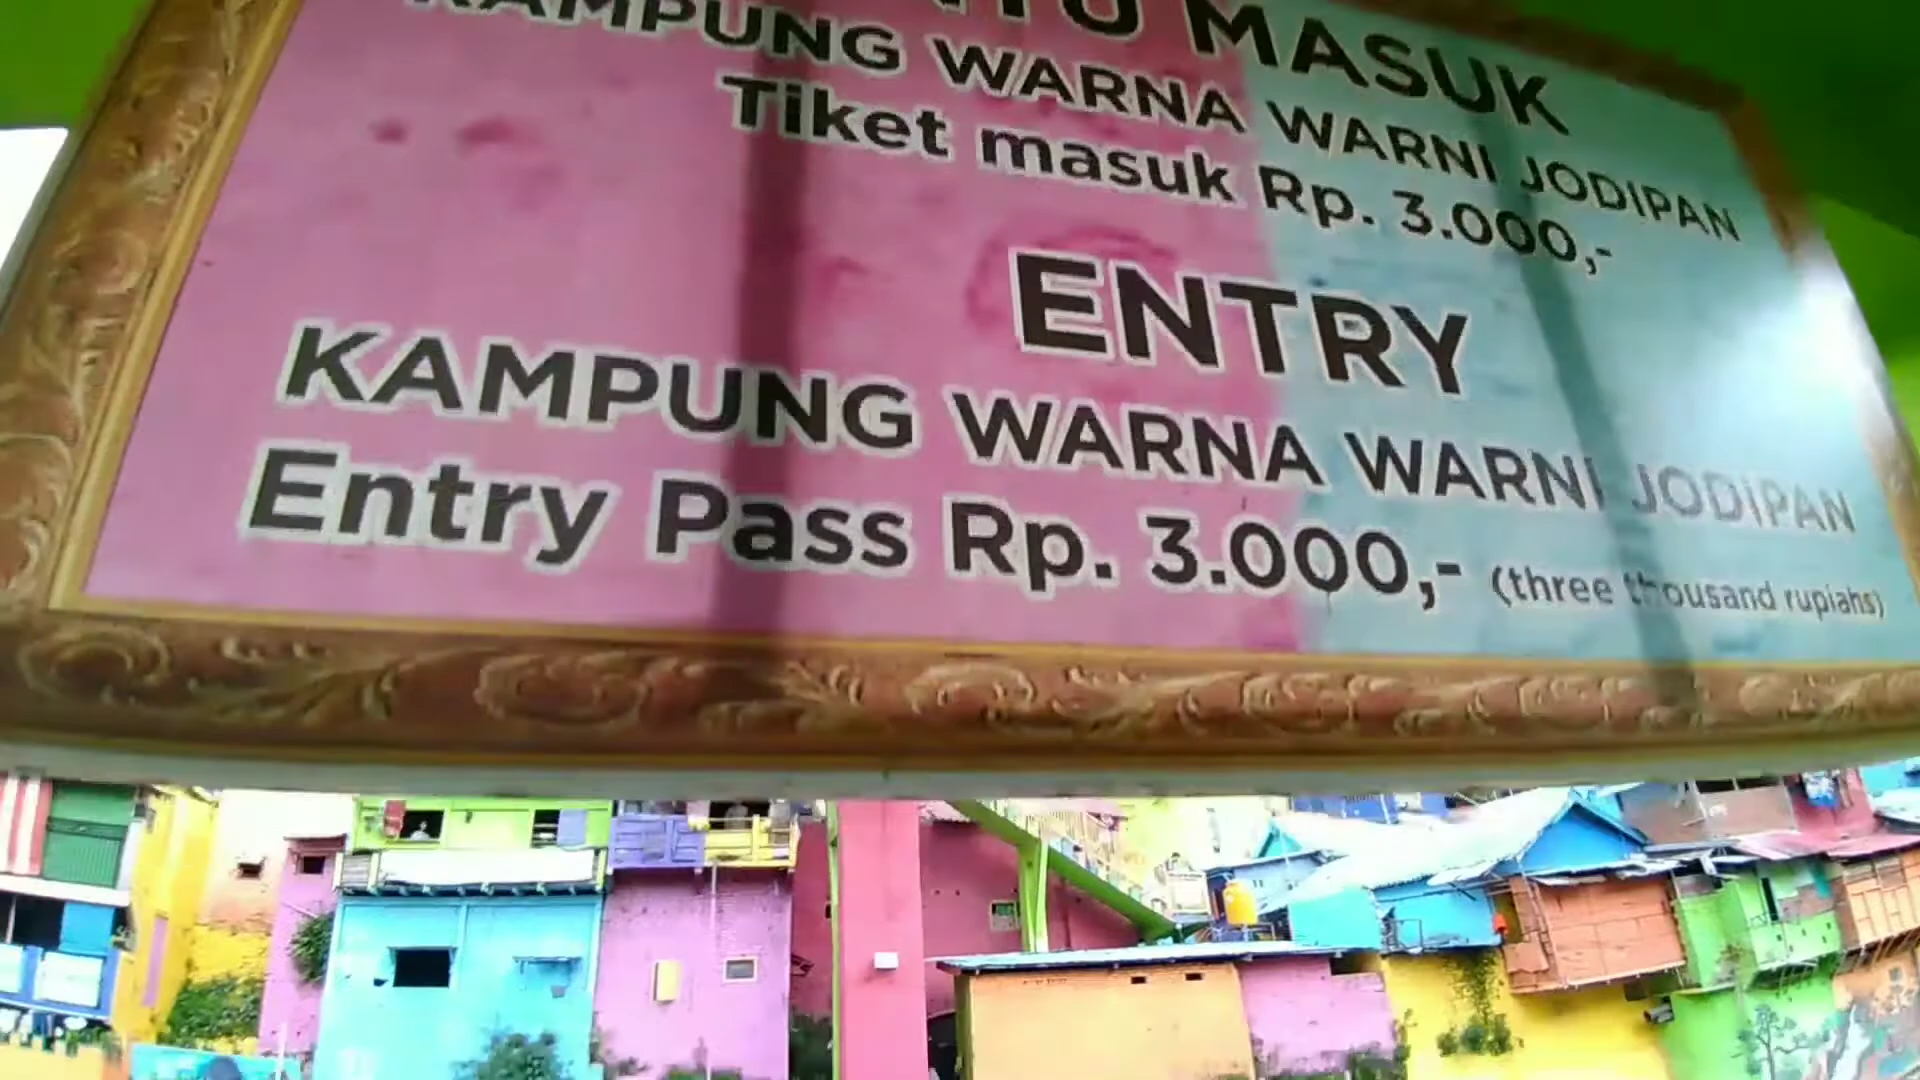 MASUK
KAMPUNG WARNA WARNI JODIPAN
Tiket masuk Rp. 3.000,-
ENTRY
KAMPUNG WARNA WARNI JODIPAN
Entry Pass Rp. 3.000,- (three thousand rupiahs)